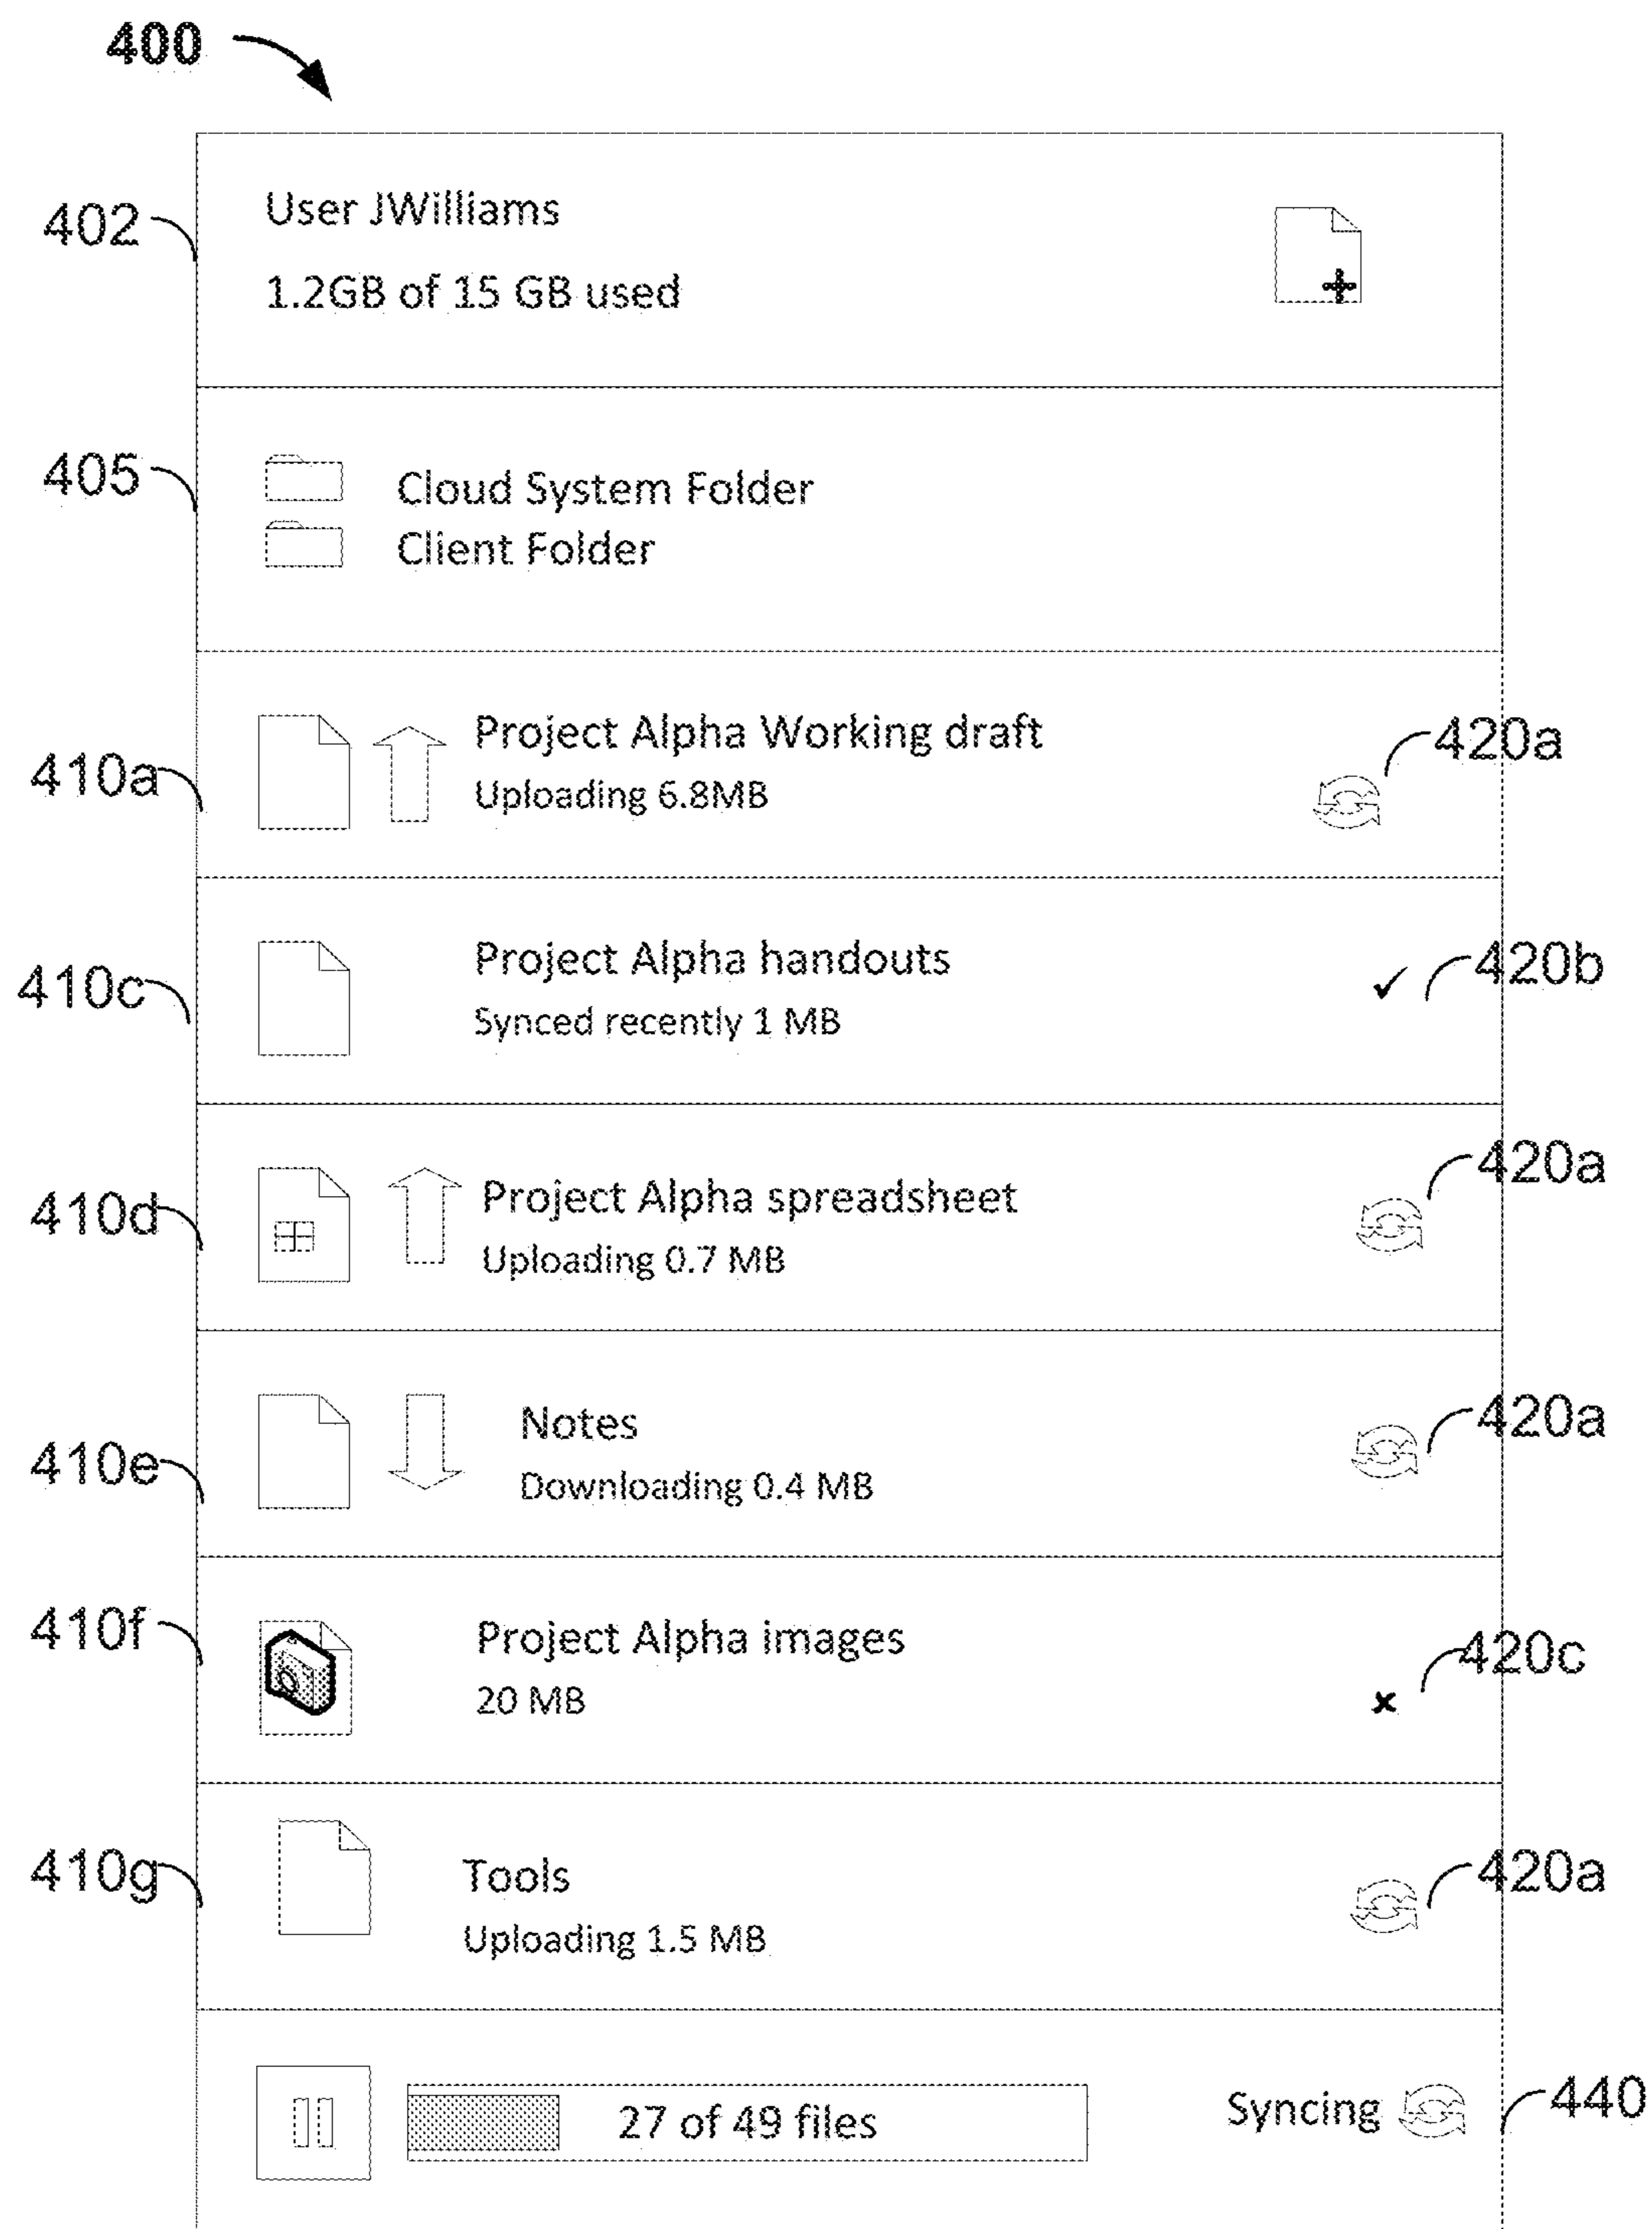 400
402
User JWilliams
1.2GB of 15 GB used
405
Cloud System Folder
Client Folder
410a
Project Alpha Working draft
Uploading 6.8MB
420a
410c
Project Alpha handouts
Synced recently 1 MB
420b
410d
Project Alpha spreadsheet
Uploading 0.7 MB
420a
410e
Notes
Downloading 0.4 MB
420a
410f
Project Alpha images
20 MB
420c
410g
Tools
Uploading 1.5 MB
420a
27 of 49 files
Syncing
440